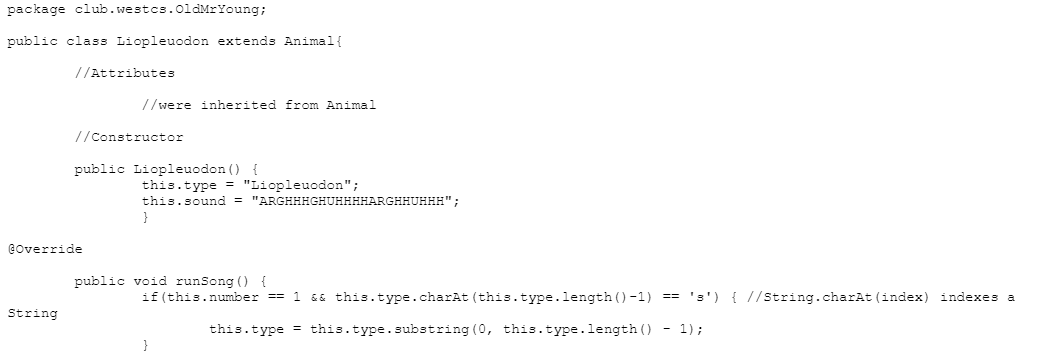 package club.westcs.OldMrYoung;
public class Liopleuodon extends Animal{
//Attributes
//were inherited from Animal
//Constructor
public Liopleuodon() {
this.type = "Liopleuodon";
this.sound = "ARGHHHGHUHHHHARGHHUHHH";
}
@Override
public void runSong() {
if(this.number == 1 && this.type.charAt(this.type.length()-1) == 's') { //String.charAt(index) indexes a
String
this.type = this.type.substring(0, this.type.length() - 1);
}